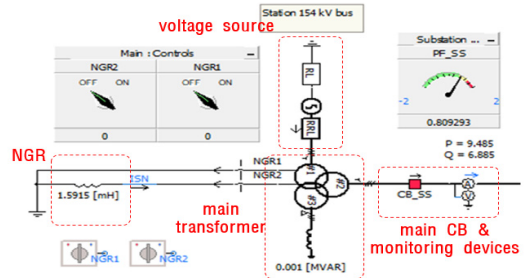 Station 154 kV bus
voltage source
Main : Controls
NGR2
NGR1
OFF ON
OFF ON
0
0
Substation ...
PF_SS
-2
2
0.809293
RL
RRL
P = 9.485
Q = 6.885
NGR
ISN
1.5915 [mH]
NGR1
NGR2
#1
#2
#3
main
transformer
CB_SS
A
V
main CB &
monitoring devices
NGR1
NGR2
0.001 [MVAR]